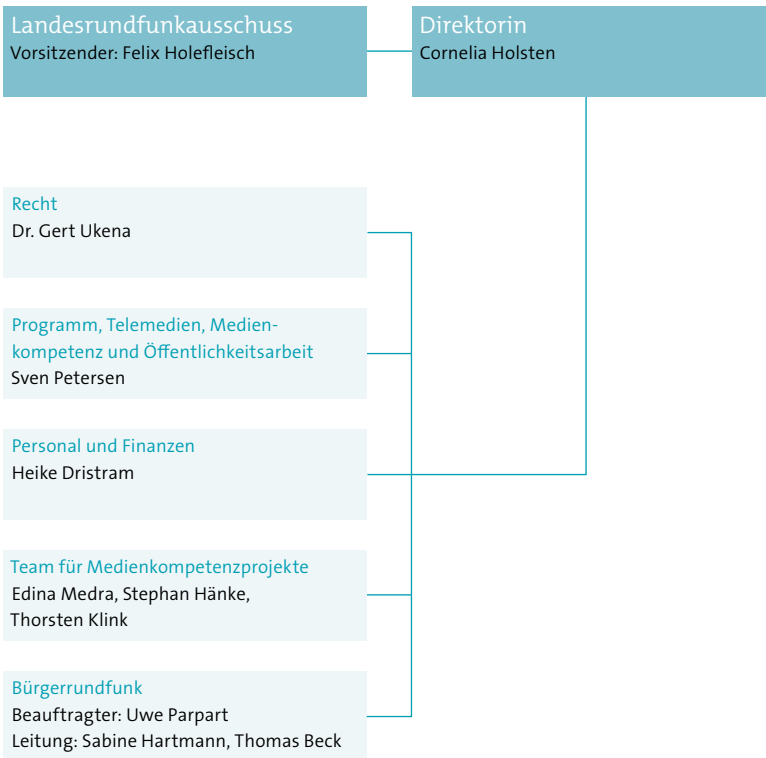 Landesrundfunkausschuss
Vorsitzender: Felix Holefleisch
Direktorin
Cornelia Holsten
Recht
Dr. Gert Ukena
Programm, Telemedien, Medien-
kompetenz und Öffentlichkeitsarbeit
Sven Petersen
Personal und Finanzen
Heike Dristram
Team für Medienkompetenzprojekte
Edina Medra, Stephan Hänke,
Thorsten Klink
Bürgerrundfunk
Beauftragter: Uwe Parpart
Leitung: Sabine Hartmann, Thomas Beck